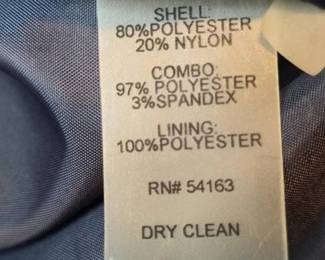 SHELL:
80%POLYESTER
20% NYLON
COMBO:
97% POLYESTER
3%SPANDEX
LINING:
100%POLYESTER
RN# 54163
DRY CLEAN